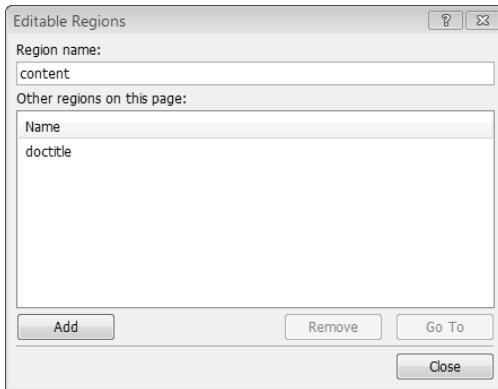 Editable Regions
Region name:
content
Other regions on this page:
Name
doctitle
Add Remove Go To
Close